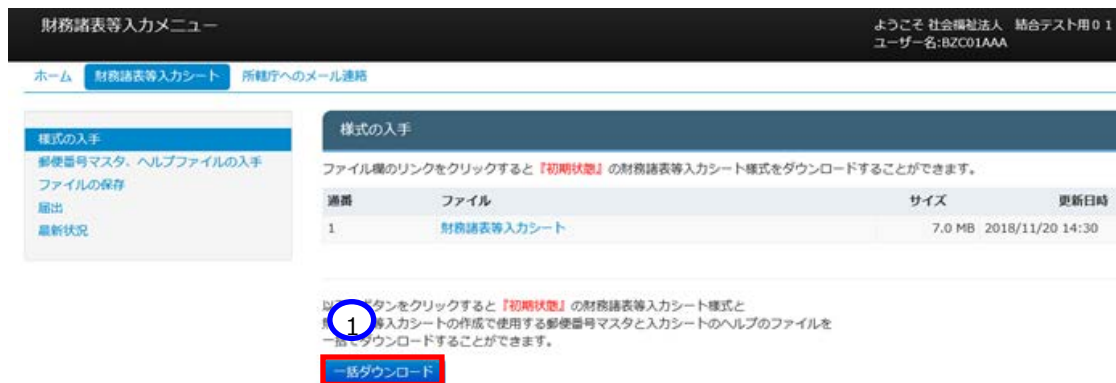 財務諸表等入力メニュー
ようこそ 社会福祉法人 結合テスト用01
ユーザー名:BZC01AAA
ホーム 財務諸表等入力シート 所轄庁へのメール連絡
様式の入手
郵便番号マスタ、ヘルプファイルの入手
ファイルの保存
届出
最新状況
様式の入手
ファイル欄のリンクをクリックすると『初期状態』の財務諸表等入力シート様式をダウンロードすることができます。
通番 ファイル サイズ 更新日時
1 財務諸表等入力シート 7.0 MB 2018/11/20 14:30
タンをクリックすると『初期状態』の財務諸表等入力シート様式と
等入力シートの作成で使用する郵便番号マスタと入力シートのヘルプのファイルを
ダウンロードすることができます。
1
一括ダウンロード